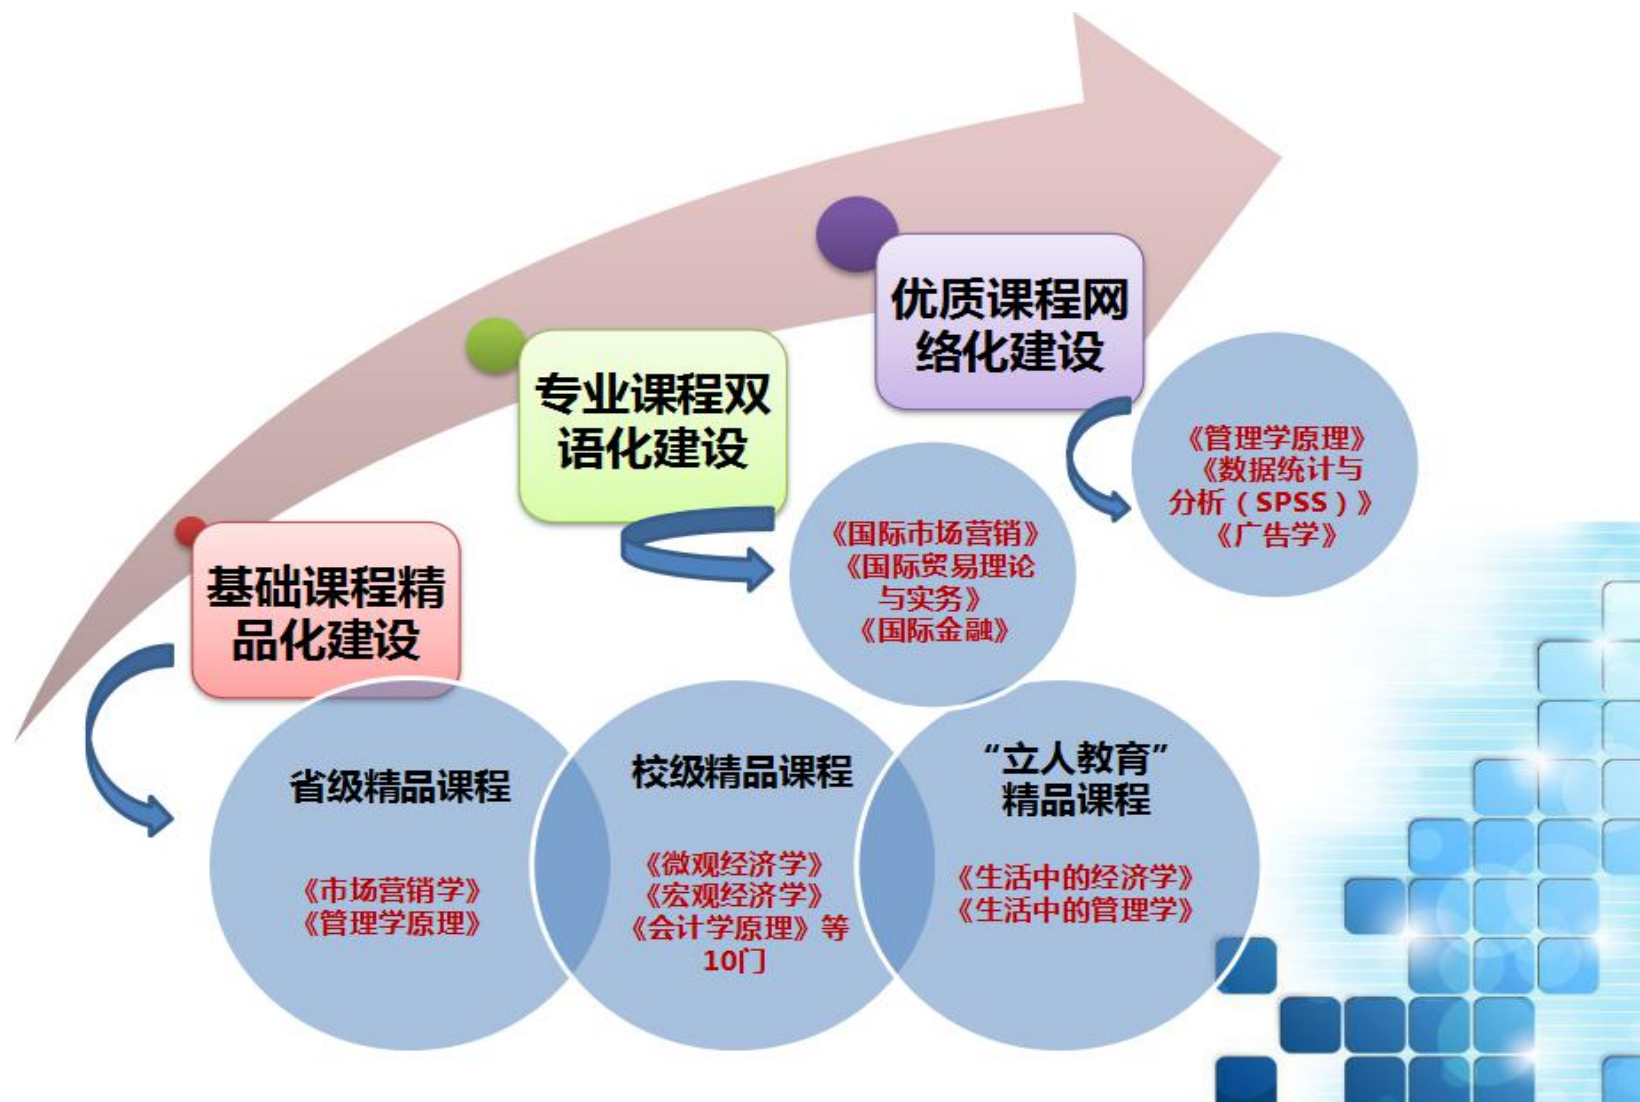 优质课程网
络化建设
专业课程双
语化建设
基础课程精
品化建设
《管理学原理》
《数据统计与
分析（SPSS）》
《广告学》
《国际市场营销》
《国际贸易理论
与实务》
《国际金融》
省级精品课程
《市场营销学》
《管理学原理》
校级精品课程
《微观经济学》
《宏观经济学》
《会计学原理》等
10门
“立人教育”
精品课程
《生活中的经济学》
《生活中的管理学》